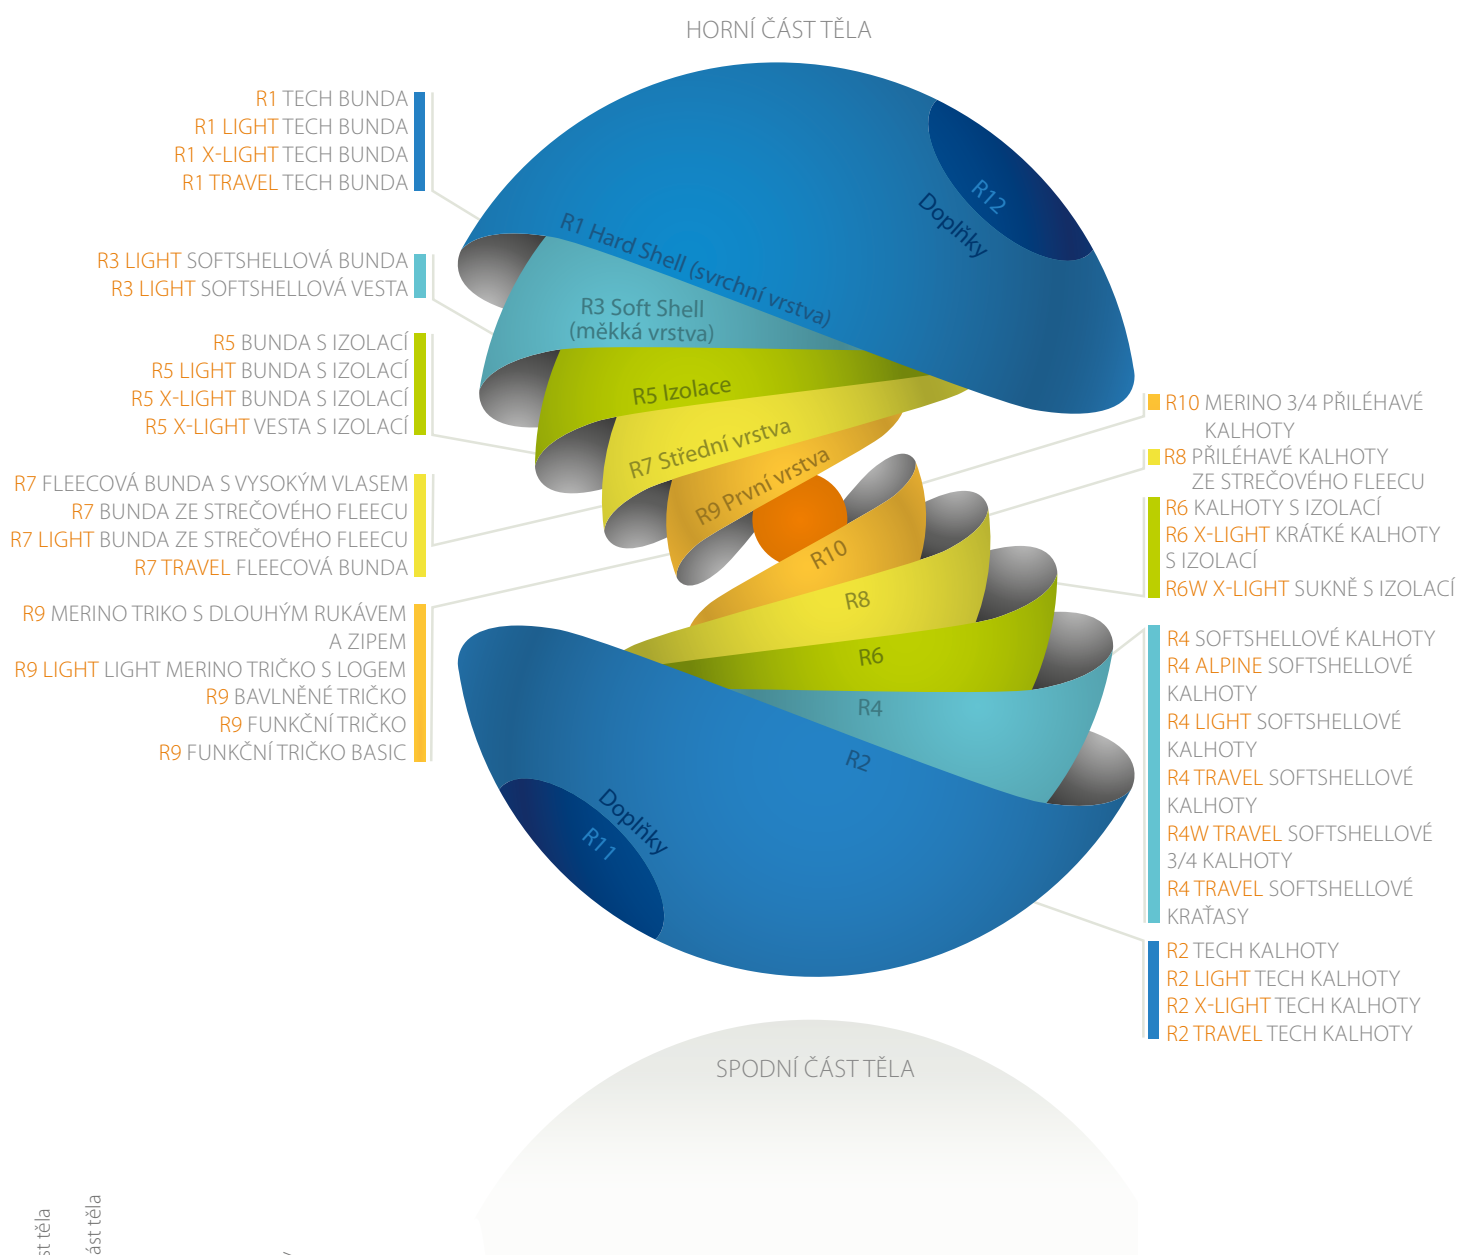 HORNÍ ČÁST TĚLA
R1 TECH BUNDA
R1 LIGHT TECH BUNDA
R1 X-LIGHT TECH BUNDA
R1 TRAVEL TECH BUNDA
R3 LIGHT SOFTSHELLOVÁ BUNDA
R3 LIGHT SOFTSHELLOVÁ VESTA
R5 BUNDA S IZOLACÍ
R5 LIGHT BUNDA S IZOLACÍ
R5 X-LIGHT BUNDA S IZOLACÍ
R5 X-LIGHT VESTA S IZOLACÍ
R7 FLEECOVÁ BUNDA S VYSOKÝM VLASEM
R7 BUNDA ZE STREČOVÉHO FLEECU
R7 LIGHT BUNDA ZE STREČOVÉHO FLEECU
R7 TRAVEL FLEECOVÁ BUNDA
R9 MERINO TRIKO S DLOUHÝM RUKÁVEM
A ZIPEM
R9 LIGHT LIGHT MERINO TRIČKO S LOGEM
R9 BAVLNĚNÉ TRIČKO
R9 FUNKČNÍ TRIČKO
R9 FUNKČNÍ TRIČKO BASIC
R12
Doplňky
R1 Hard Shell (svrchní vrstva)
R3 Soft Shell
(měkká vrstva)
R5 Izolace
R7 Střední vrstva
R9 První vrstva
R10
R8
R6
R4
R2
Doplňky
R11
R10 MERINO 3/4 PŘILÉHAVÉ
KALHOTY
R8 PŘILÉHAVÉ KALHOTY
ZE STREČOVÉHO FLEECU
R6 KALHOTY S IZOLACÍ
R6 X-LIGHT KRÁTKÉ KALHOTY
S IZOLACÍ
R6W X-LIGHT SUKNĚ S IZOLACÍ
R4 SOFTSHELLOVÉ KALHOTY
R4 ALPINE SOFTSHELLOVÉ
KALHOTY
R4 LIGHT SOFTSHELLOVÉ
KALHOTY
R4 TRAVEL SOFTSHELLOVÉ
KALHOTY
R4W TRAVEL SOFTSHELLOVÉ
3/4 KALHOTY
R4 TRAVEL SOFTSHELLOVÉ
KRAŤASY
R2 TECH KALHOTY
R2 LIGHT TECH KALHOTY
R2 X-LIGHT TECH KALHOTY
R2 TRAVEL TECH KALHOTY
SPODNÍ ČÁST TĚLA
těla
část těla